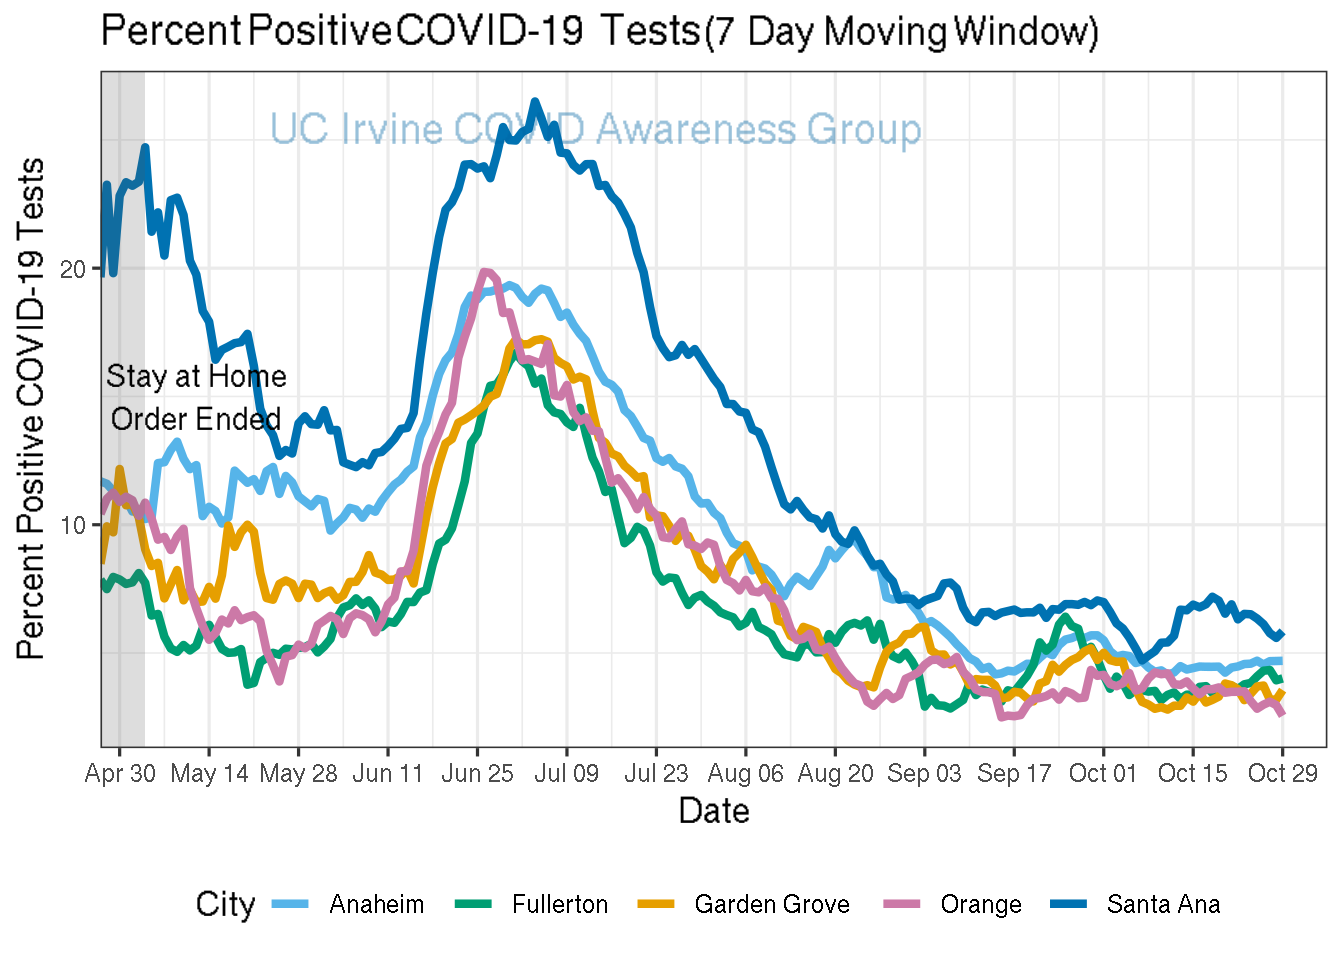 Percent Positive COVID-19 Tests (7 Day Moving Window)
UC Irvine COVID Awareness Group
Percent Positive COVID-19 Tests
20
10
Stay at Home
Order Ended
Apr 30 May 14 May 28 Jun 11 Jun 25 Jul 09 Jul 23 Aug 06 Aug 20 Sep 03 Sep 17 Oct 01 Oct 15 Oct 29
Date
City Anaheim Fullerton Garden Grove Orange Santa Ana